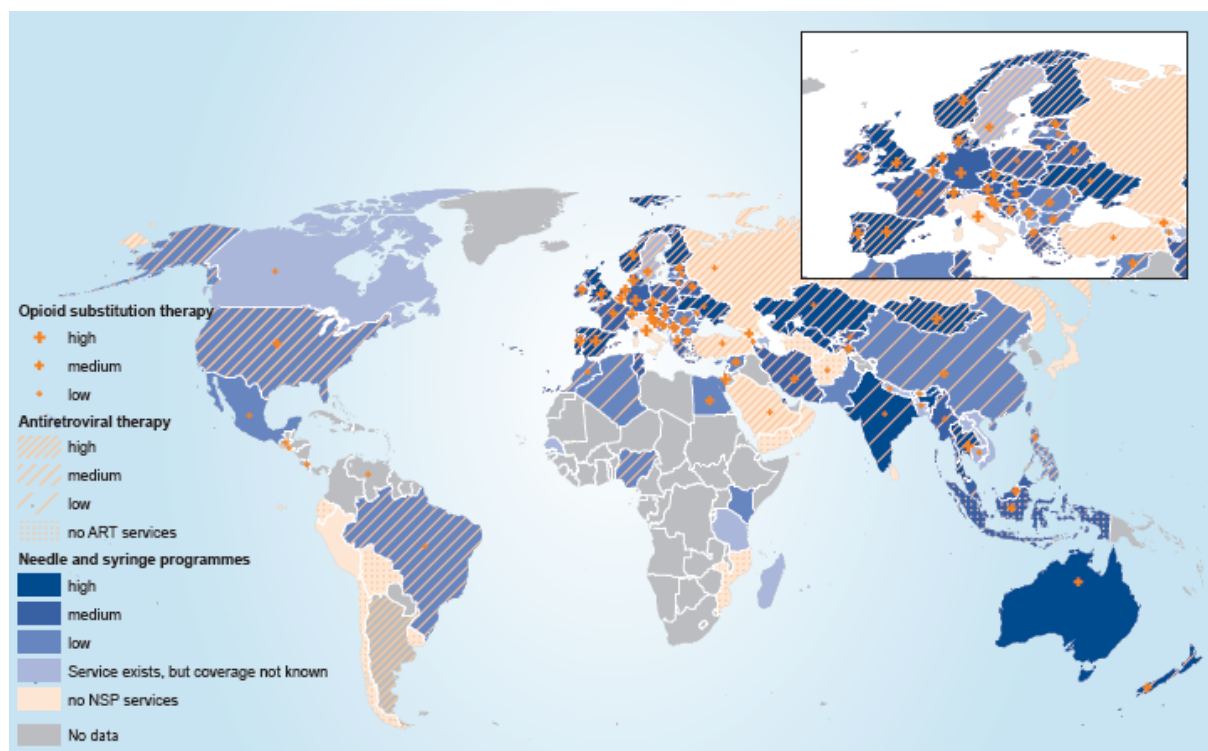 Opioid substitution therapy
high
medium
low
Antiretroviral therapy
high
medium
low
no ART services
Needle and syringe programmes
high
medium
low
Service exists, but coverage not known
no NSP services
No data